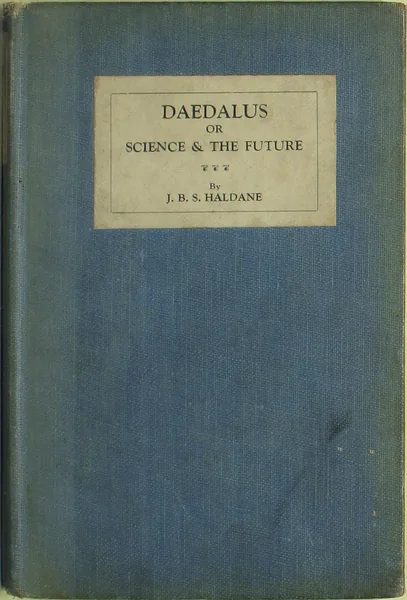 DAEDALUS
OR
SCIENCE & THE FUTURE
By
J. B. S. HALDANE